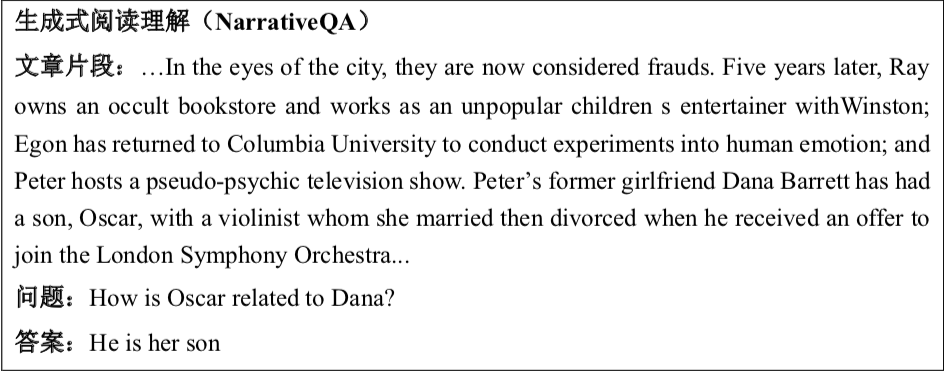 生成式阅读理解（NarrativeQA）
文章片段：…In the eyes of the city, they are now considered frauds. Five years later, Ray
owns an occult bookstore and works as an unpopular children s entertainer withWinston;
Egon has returned to Columbia University to conduct experiments into human emotion; and
Peter hosts a pseudo-psychic television show. Peter’s former girlfriend Dana Barrett has had
a son, Oscar, with a violinist whom she married then divorced when he received an offer to
join the London Symphony Orchestra...
问题：How is Oscar related to Dana?
答案：He is her son